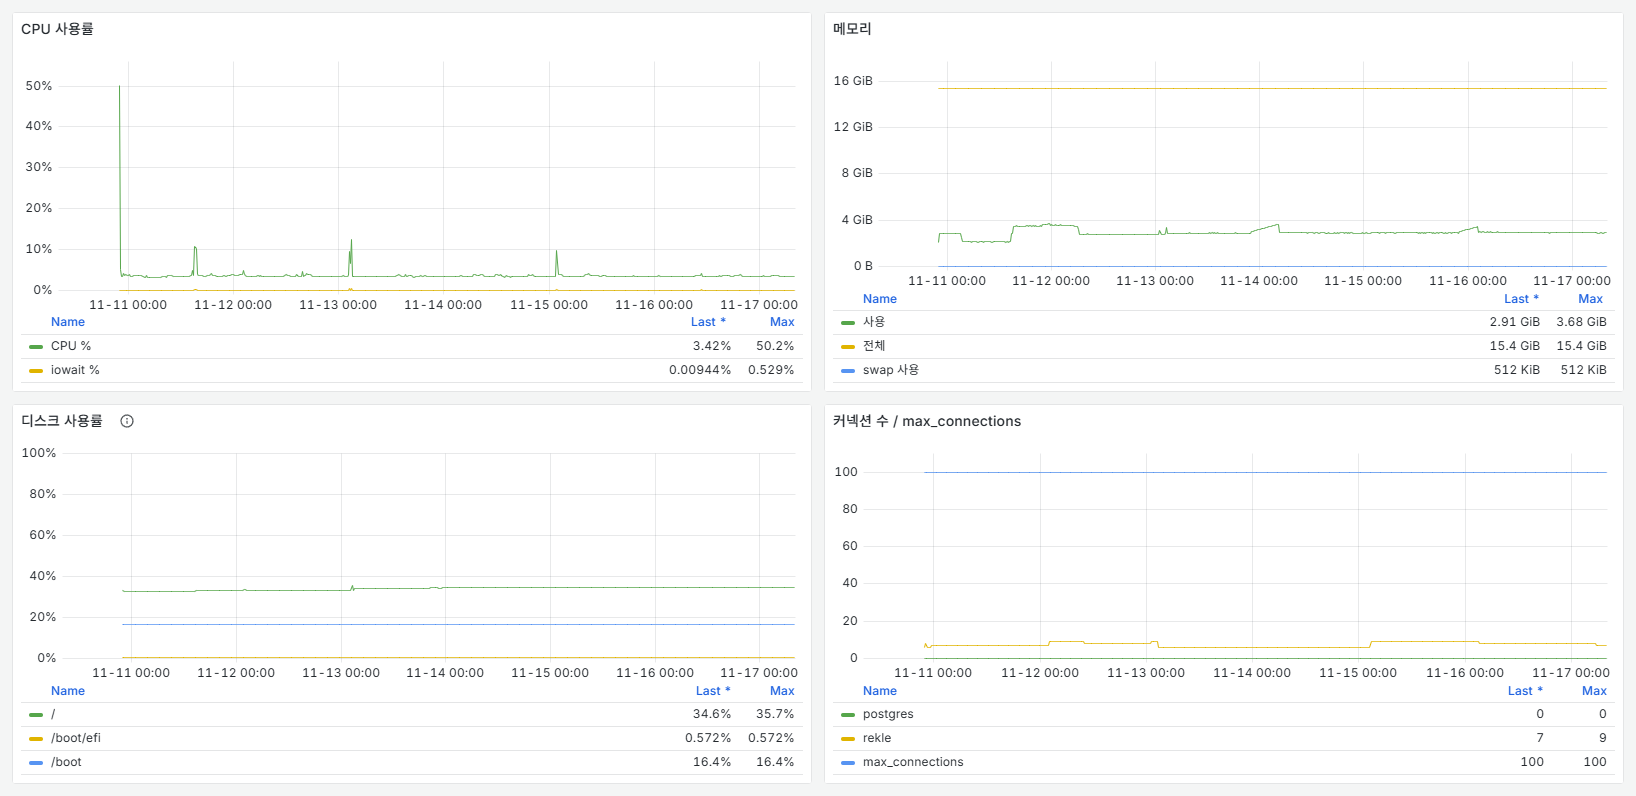 CPU 사용률
50%
40%
30%
20%
10%
0%
11-11 00:00 11-12 00:00 11-13 00:00 11-14 00:00 11-15 00:00 11-16 00:00 11-17 00:00
Name Last * Max
CPU % 3.42% 50.2%
iowait % 0.00944% 0.529%
메모리
16 GiB
12 GiB
8 GiB
4 GiB
0 B
11-11 00:00 11-12 00:00 11-13 00:00 11-14 00:00 11-15 00:00 11-16 00:00 11-17 00:00
Name Last * Max
사용 2.91 GiB 3.68 GiB
전체 15.4 GiB 15.4 GiB
swap 사용 512 KiB 512 KiB
디스크 사용률
100%
80%
60%
40%
20%
0%
11-11 00:00 11-12 00:00 11-13 00:00 11-14 00:00 11-15 00:00 11-16 00:00 11-17 00:00
Name Last * Max
/ 34.6% 35.7%
/boot/efi 0.572% 0.572%
/boot 16.4% 16.4%
커넥션 수 / max_connections
100
80
60
40
20
0
11-11 00:00 11-12 00:00 11-13 00:00 11-14 00:00 11-15 00:00 11-16 00:00 11-17 00:00
Name Last * Max
postgres 0 0
rekle 7 9
max_connections 100 100